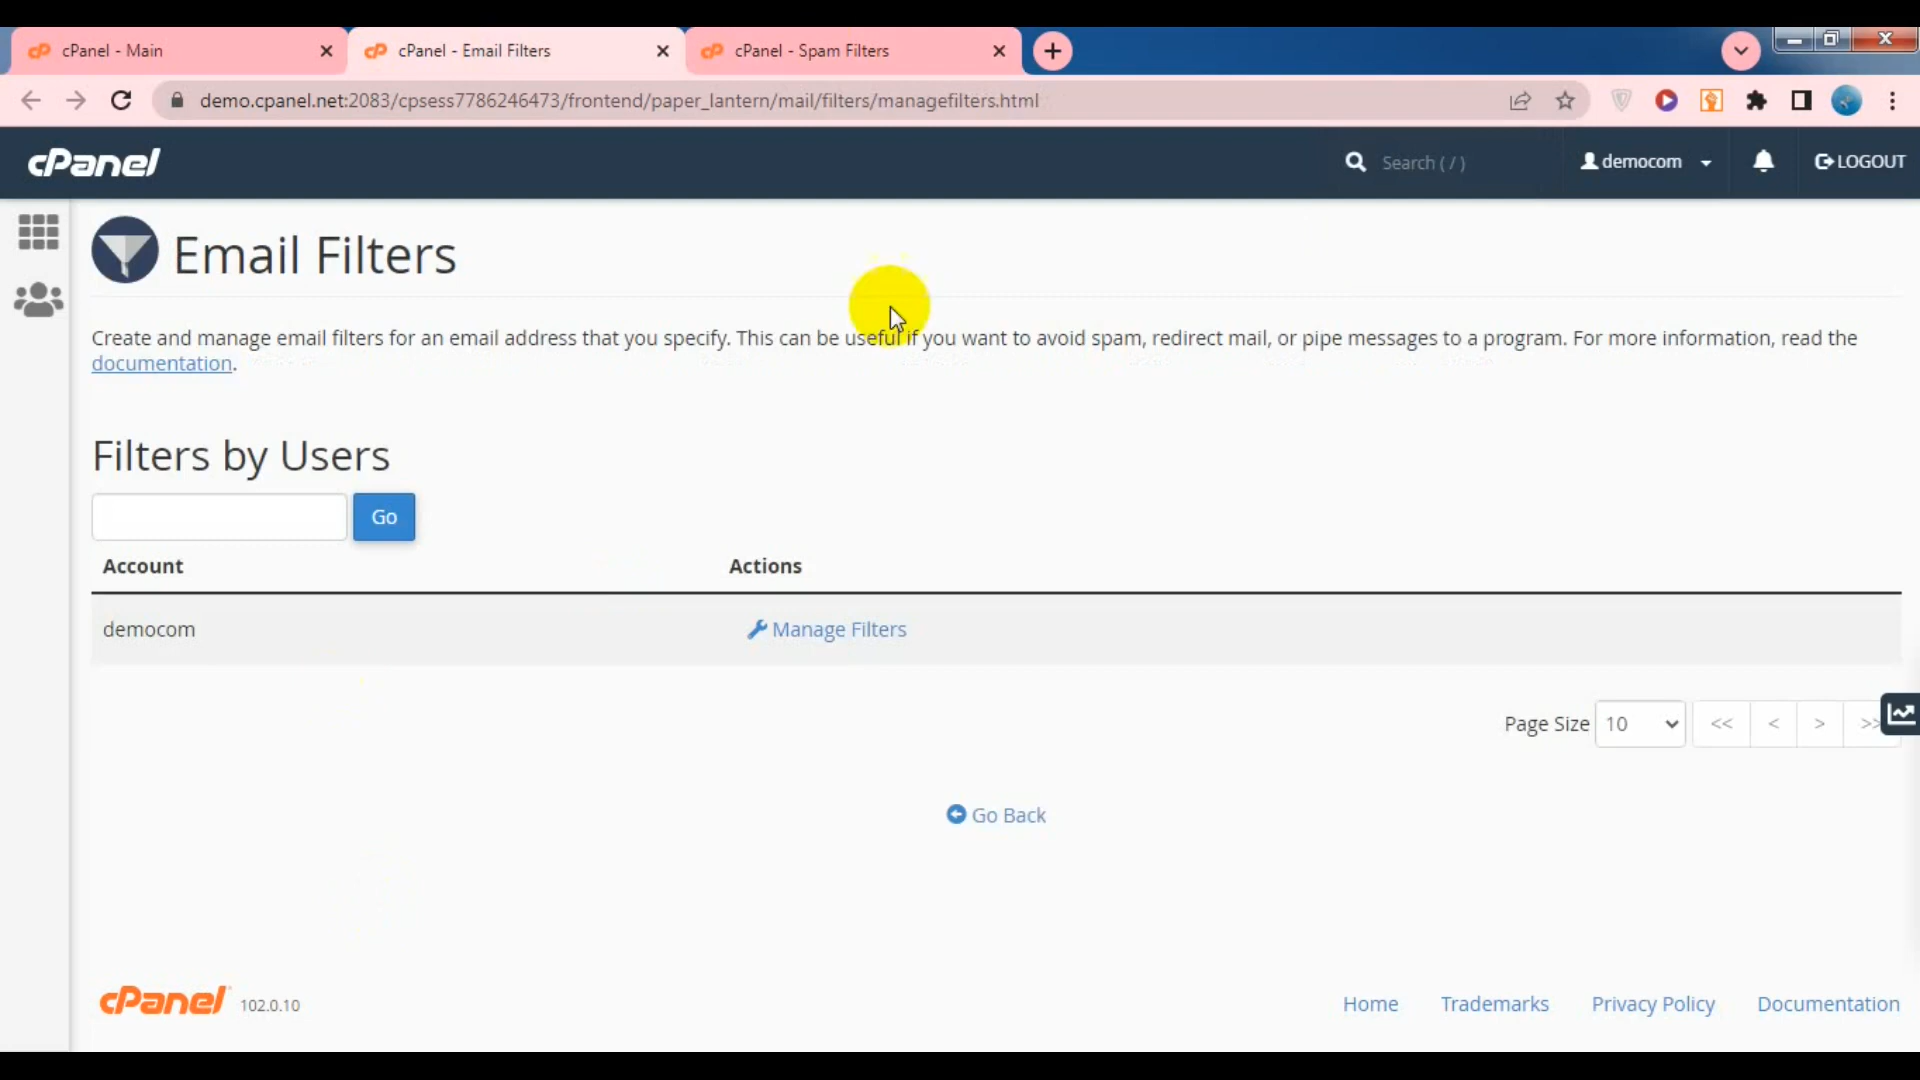 cPanel - Main
cPanel - Email Filters
cPanel - Spam Filters
demo.cpanel.net:2083/cpsess7786246473/frontend/paper_lantern/mail/filters/managefilters.html
cPanel
Search ( / )
democom
LOGOUT
Email Filters
Create and manage email filters for an email address that you specify. This can be useful if you want to avoid spam, redirect mail, or pipe messages to a program. For more information, read the
documentation.
Filters by Users
Go
Account Actions
democom Manage Filters
Page Size 10 << < > >>
Go Back
cPanel 102.0.10
Home Trademarks Privacy Policy Documentation